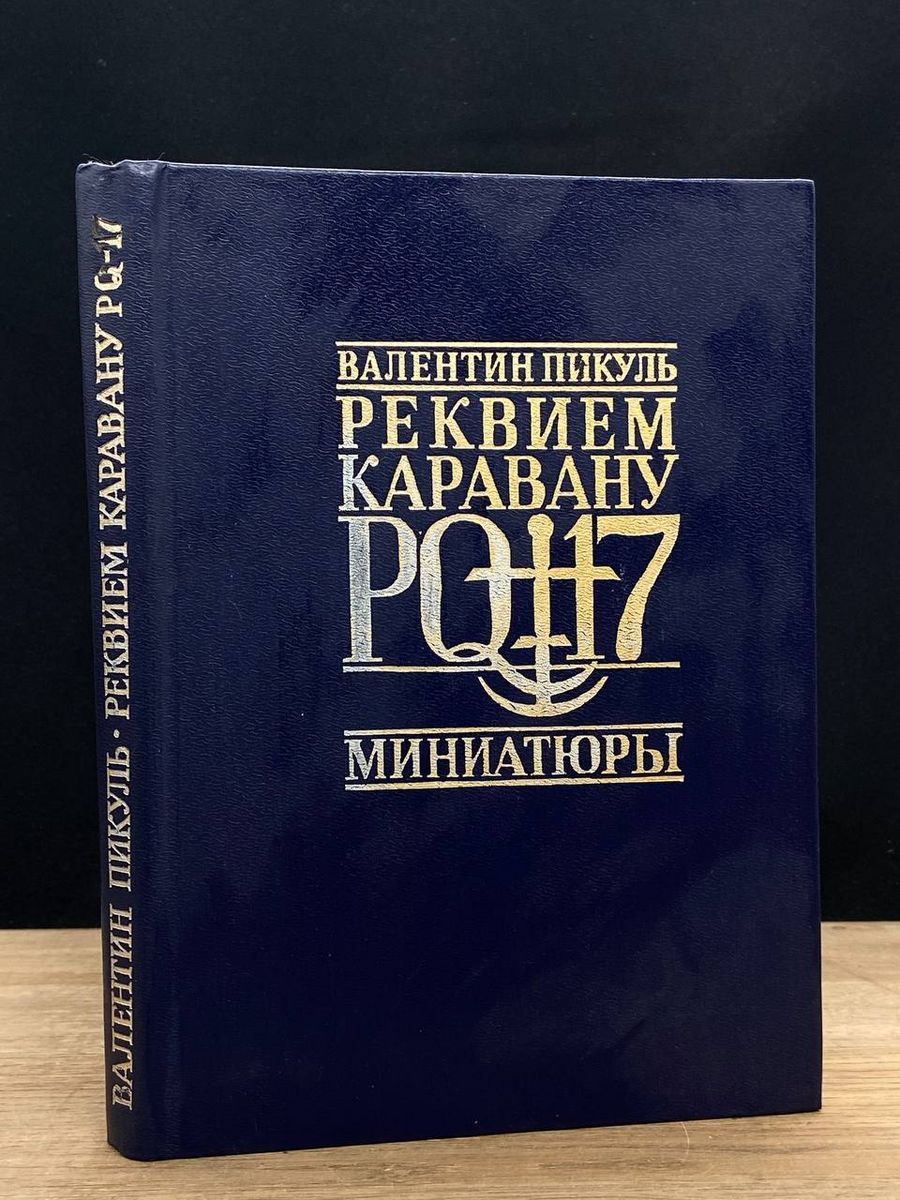 ВАЛЕНТИН ПИКУЛЬ
РЕКВИЕМ
КАРАВАНУ
PQ-17
МИНИАТЮРЫ
ВАЛЕНТИН ПИКУЛЬ · РЕКВИЕМ КАРАВАНУ PQ-17